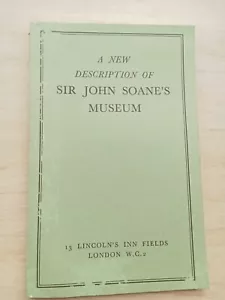 A NEW
DESCRIPTION OF
SIR JOHN SOANE'S
MUSEUM
13 LINCOLN'S INN FIELDS
LONDON W.C.2